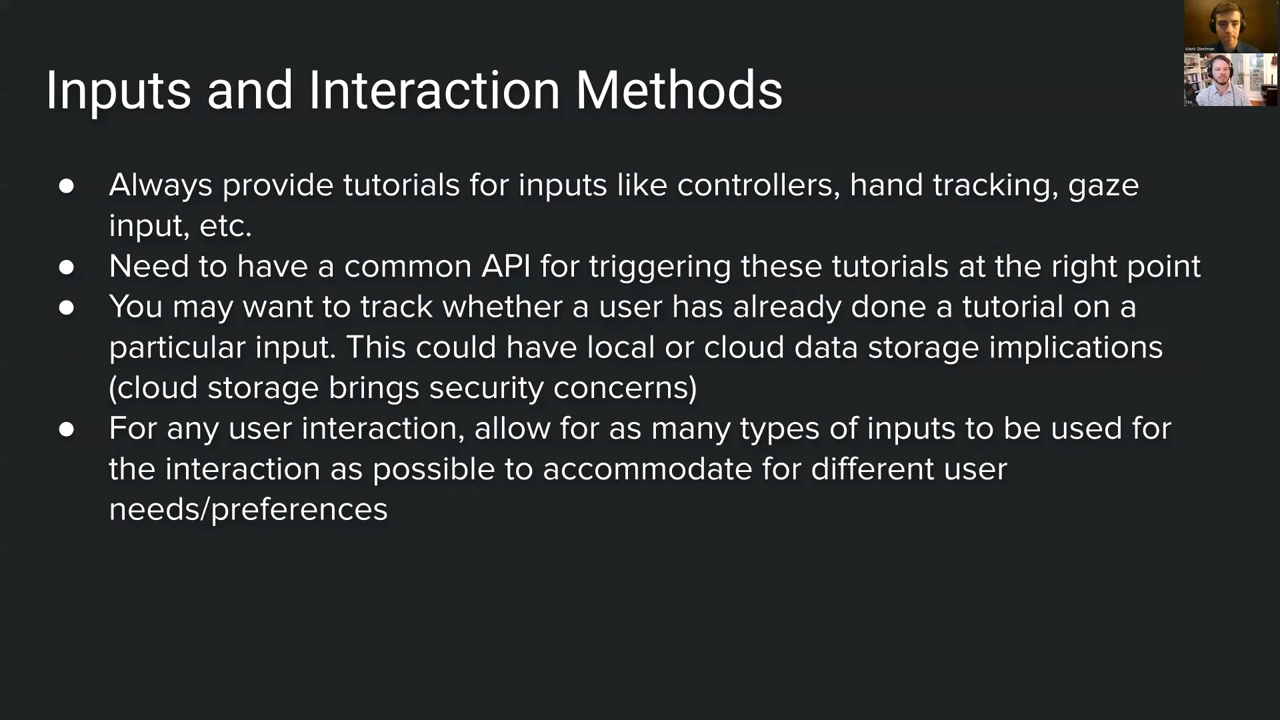 Inputs and Interaction Methods
● Always provide tutorials for inputs like controllers, hand tracking, gaze
input, etc.
● Need to have a common API for triggering these tutorials at the right point
● You may want to track whether a user has already done a tutorial on a
particular input. This could have local or cloud data storage implications
(cloud storage brings security concerns)
● For any user interaction, allow for as many types of inputs to be used for
the interaction as possible to accommodate for different user
needs/preferences
Mark Steelman